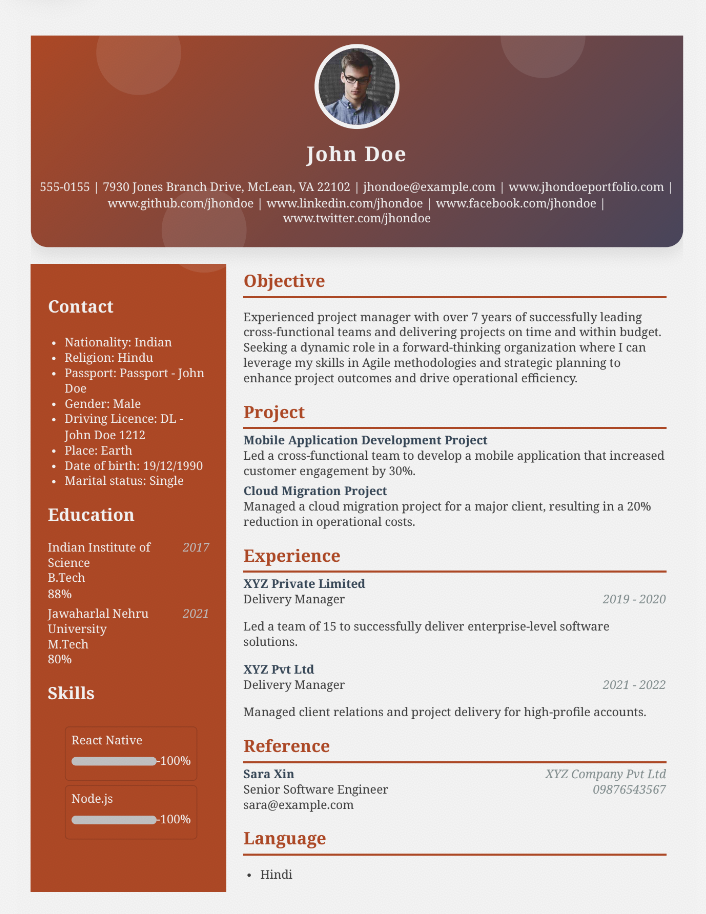 John Doe
555-0155 | 7930 Jones Branch Drive, McLean, VA 22102 | jhondoe@example.com | www.jhondoeportfolio.com |
www.github.com/jhondoe | www.linkedin.com/jhondoe | www.facebook.com/jhondoe |
www.twitter.com/jhondoe
Contact
• Nationality: Indian
• Religion: Hindu
• Passport: Passport - John
Doe
• Gender: Male
• Driving Licence: DL -
John Doe 1212
• Place: Earth
• Date of birth: 19/12/1990
• Marital status: Single
Education
Indian Institute of 2017
Science
B.Tech
88%
Jawaharlal Nehru 2021
University
M.Tech
80%
Skills
React Native
-100%
Node.js
-100%
Objective
Experienced project manager with over 7 years of successfully leading
cross-functional teams and delivering projects on time and within budget.
Seeking a dynamic role in a forward-thinking organization where I can
leverage my skills in Agile methodologies and strategic planning to
enhance project outcomes and drive operational efficiency.
Project
Mobile Application Development Project
Led a cross-functional team to develop a mobile application that increased
customer engagement by 30%.
Cloud Migration Project
Managed a cloud migration project for a major client, resulting in a 20%
reduction in operational costs.
Experience
XYZ Private Limited
Delivery Manager 2019 - 2020
Led a team of 15 to successfully deliver enterprise-level software
solutions.
XYZ Pvt Ltd
Delivery Manager 2021 - 2022
Managed client relations and project delivery for high-profile accounts.
Reference
Sara Xin XYZ Company Pvt Ltd
Senior Software Engineer 09876543567
sara@example.com
Language
• Hindi